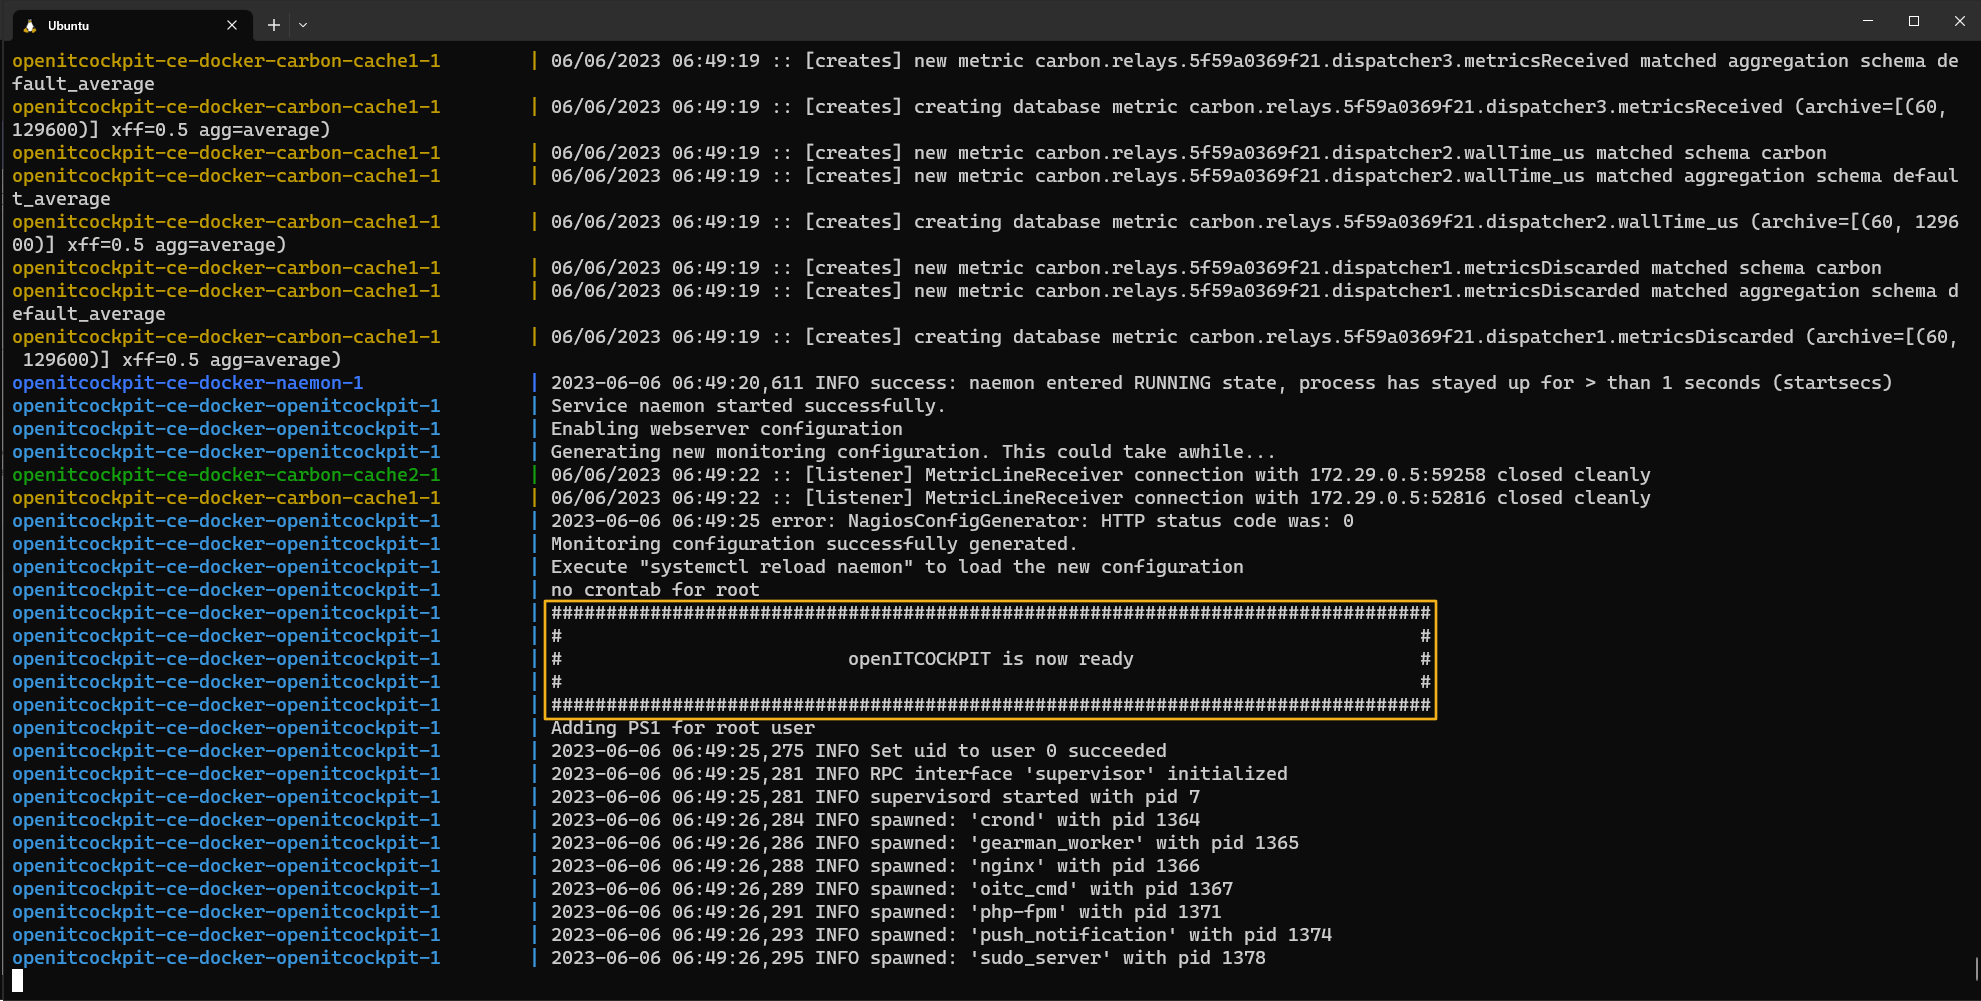 Ubuntu
openitcockpit-ce-docker-carbon-cache1-1        | 06/06/2023 06:49:19 :: [creates] new metric carbon.relays.5f59a0369f21.dispatcher3.metricsReceived matched aggregation schema de
fault_average
openitcockpit-ce-docker-carbon-cache1-1        | 06/06/2023 06:49:19 :: [creates] creating database metric carbon.relays.5f59a0369f21.dispatcher3.metricsReceived (archive=[(60,
129600)] xff=0.5 agg=average)
openitcockpit-ce-docker-carbon-cache1-1        | 06/06/2023 06:49:19 :: [creates] new metric carbon.relays.5f59a0369f21.dispatcher2.wallTime_us matched schema carbon
openitcockpit-ce-docker-carbon-cache1-1        | 06/06/2023 06:49:19 :: [creates] new metric carbon.relays.5f59a0369f21.dispatcher2.wallTime_us matched aggregation schema defaul
t_average
openitcockpit-ce-docker-carbon-cache1-1        | 06/06/2023 06:49:19 :: [creates] creating database metric carbon.relays.5f59a0369f21.dispatcher2.wallTime_us (archive=[(60, 1296
00)] xff=0.5 agg=average)
openitcockpit-ce-docker-carbon-cache1-1        | 06/06/2023 06:49:19 :: [creates] new metric carbon.relays.5f59a0369f21.dispatcher1.metricsDiscarded matched schema carbon
openitcockpit-ce-docker-carbon-cache1-1        | 06/06/2023 06:49:19 :: [creates] new metric carbon.relays.5f59a0369f21.dispatcher1.metricsDiscarded matched aggregation schema d
efault_average
openitcockpit-ce-docker-carbon-cache1-1        | 06/06/2023 06:49:19 :: [creates] creating database metric carbon.relays.5f59a0369f21.dispatcher1.metricsDiscarded (archive=[(60,
 129600)] xff=0.5 agg=average)
openitcockpit-ce-docker-naemon-1               | 2023-06-06 06:49:20,611 INFO success: naemon entered RUNNING state, process has stayed up for > than 1 seconds (startsecs)
openitcockpit-ce-docker-openitcockpit-1        | Service naemon started successfully.
openitcockpit-ce-docker-openitcockpit-1        | Enabling webserver configuration
openitcockpit-ce-docker-openitcockpit-1        | Generating new monitoring configuration. This could take awhile...
openitcockpit-ce-docker-carbon-cache2-1        | 06/06/2023 06:49:22 :: [listener] MetricLineReceiver connection with 172.29.0.5:59258 closed cleanly
openitcockpit-ce-docker-carbon-cache1-1        | 06/06/2023 06:49:22 :: [listener] MetricLineReceiver connection with 172.29.0.5:52816 closed cleanly
openitcockpit-ce-docker-openitcockpit-1        | 2023-06-06 06:49:25 error: NagiosConfigGenerator: HTTP status code was: 0
openitcockpit-ce-docker-openitcockpit-1        | Monitoring configuration successfully generated.
openitcockpit-ce-docker-openitcockpit-1        | Execute "systemctl reload naemon" to load the new configuration
openitcockpit-ce-docker-openitcockpit-1        | no crontab for root
openitcockpit-ce-docker-openitcockpit-1        | ################################################################################
openitcockpit-ce-docker-openitcockpit-1        | #                                                                              #
openitcockpit-ce-docker-openitcockpit-1        | #                          openITCOCKPIT is now ready                          #
openitcockpit-ce-docker-openitcockpit-1        | #                                                                              #
openitcockpit-ce-docker-openitcockpit-1        | ################################################################################
openitcockpit-ce-docker-openitcockpit-1        | Adding PS1 for root user
openitcockpit-ce-docker-openitcockpit-1        | 2023-06-06 06:49:25,275 INFO Set uid to user 0 succeeded
openitcockpit-ce-docker-openitcockpit-1        | 2023-06-06 06:49:25,281 INFO RPC interface 'supervisor' initialized
openitcockpit-ce-docker-openitcockpit-1        | 2023-06-06 06:49:25,281 INFO supervisord started with pid 7
openitcockpit-ce-docker-openitcockpit-1        | 2023-06-06 06:49:26,284 INFO spawned: 'crond' with pid 1364
openitcockpit-ce-docker-openitcockpit-1        | 2023-06-06 06:49:26,286 INFO spawned: 'gearman_worker' with pid 1365
openitcockpit-ce-docker-openitcockpit-1        | 2023-06-06 06:49:26,288 INFO spawned: 'nginx' with pid 1366
openitcockpit-ce-docker-openitcockpit-1        | 2023-06-06 06:49:26,289 INFO spawned: 'oitc_cmd' with pid 1367
openitcockpit-ce-docker-openitcockpit-1        | 2023-06-06 06:49:26,291 INFO spawned: 'php-fpm' with pid 1371
openitcockpit-ce-docker-openitcockpit-1        | 2023-06-06 06:49:26,293 INFO spawned: 'push_notification' with pid 1374
openitcockpit-ce-docker-openitcockpit-1        | 2023-06-06 06:49:26,295 INFO spawned: 'sudo_server' with pid 1378